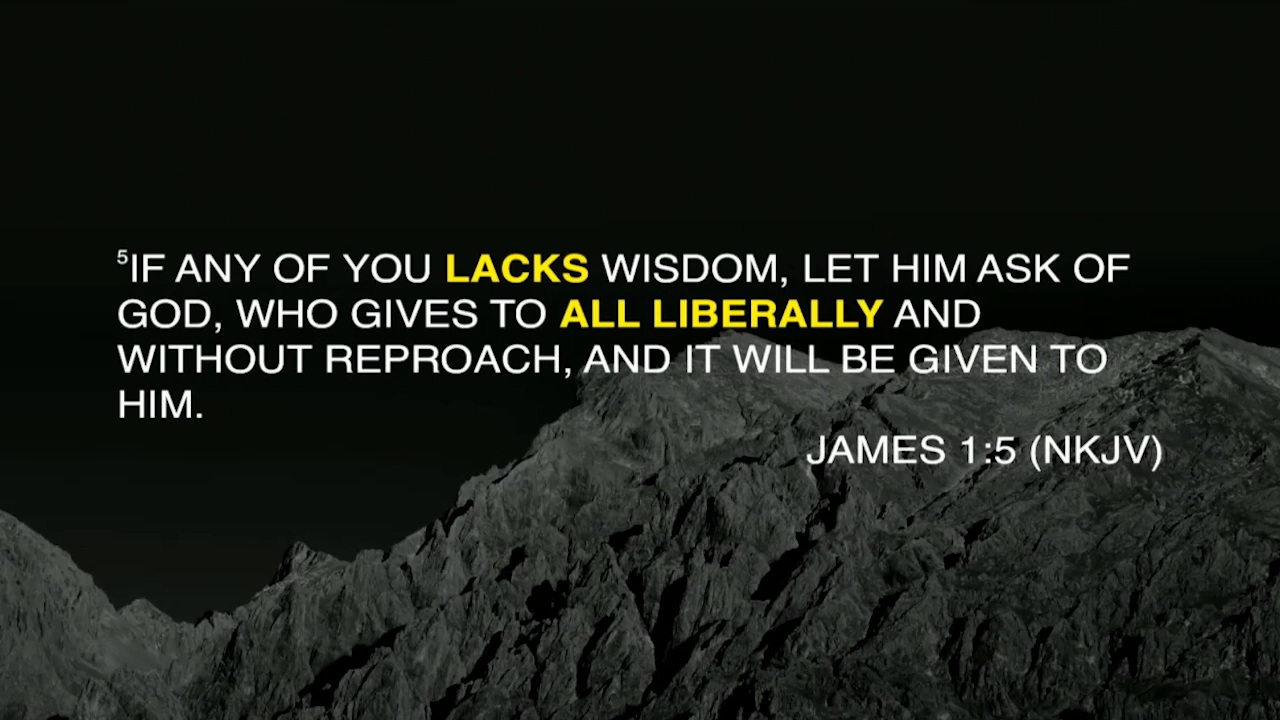 ⁵IF ANY OF YOU LACKS WISDOM, LET HIM ASK OF
GOD, WHO GIVES TO ALL LIBERALLY AND
WITHOUT REPROACH, AND IT WILL BE GIVEN TO
HIM.
JAMES 1:5 (NKJV)